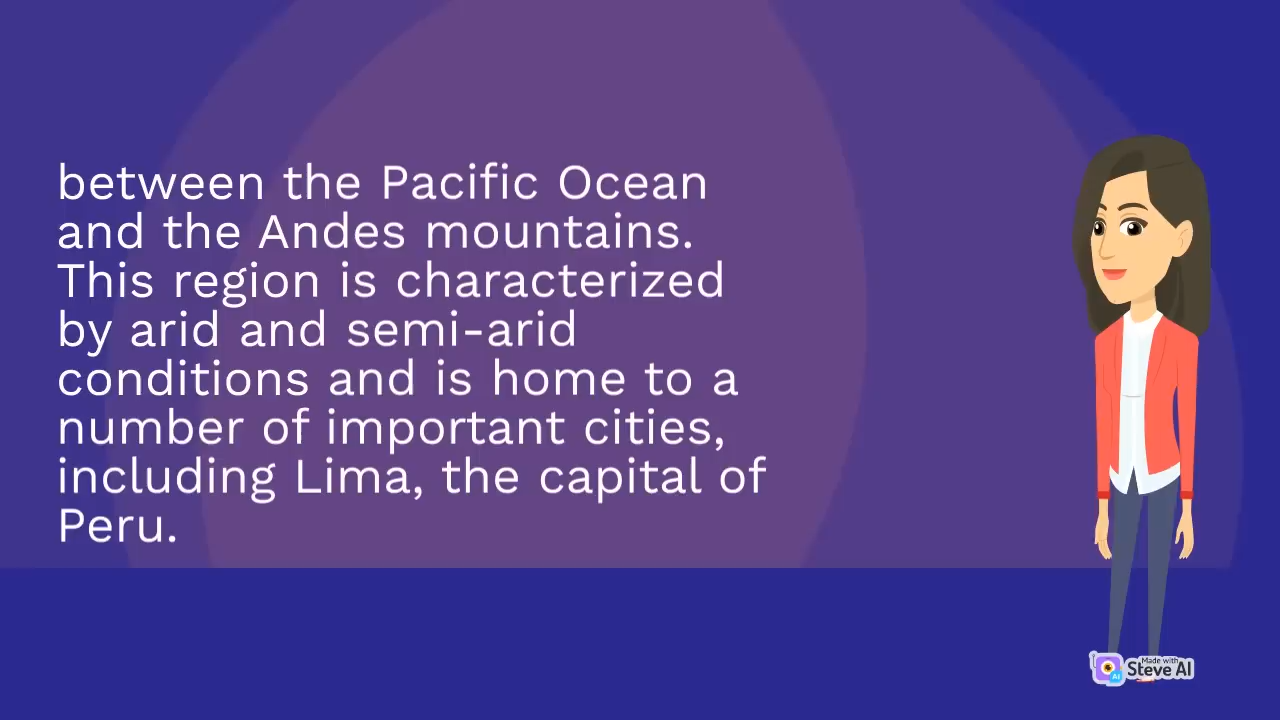 between the Pacific Ocean
and the Andes mountains.
This region is characterized
by arid and semi-arid
conditions and is home to a
number of important cities,
including Lima, the capital of
Peru.
Made with
Steve AI
AI